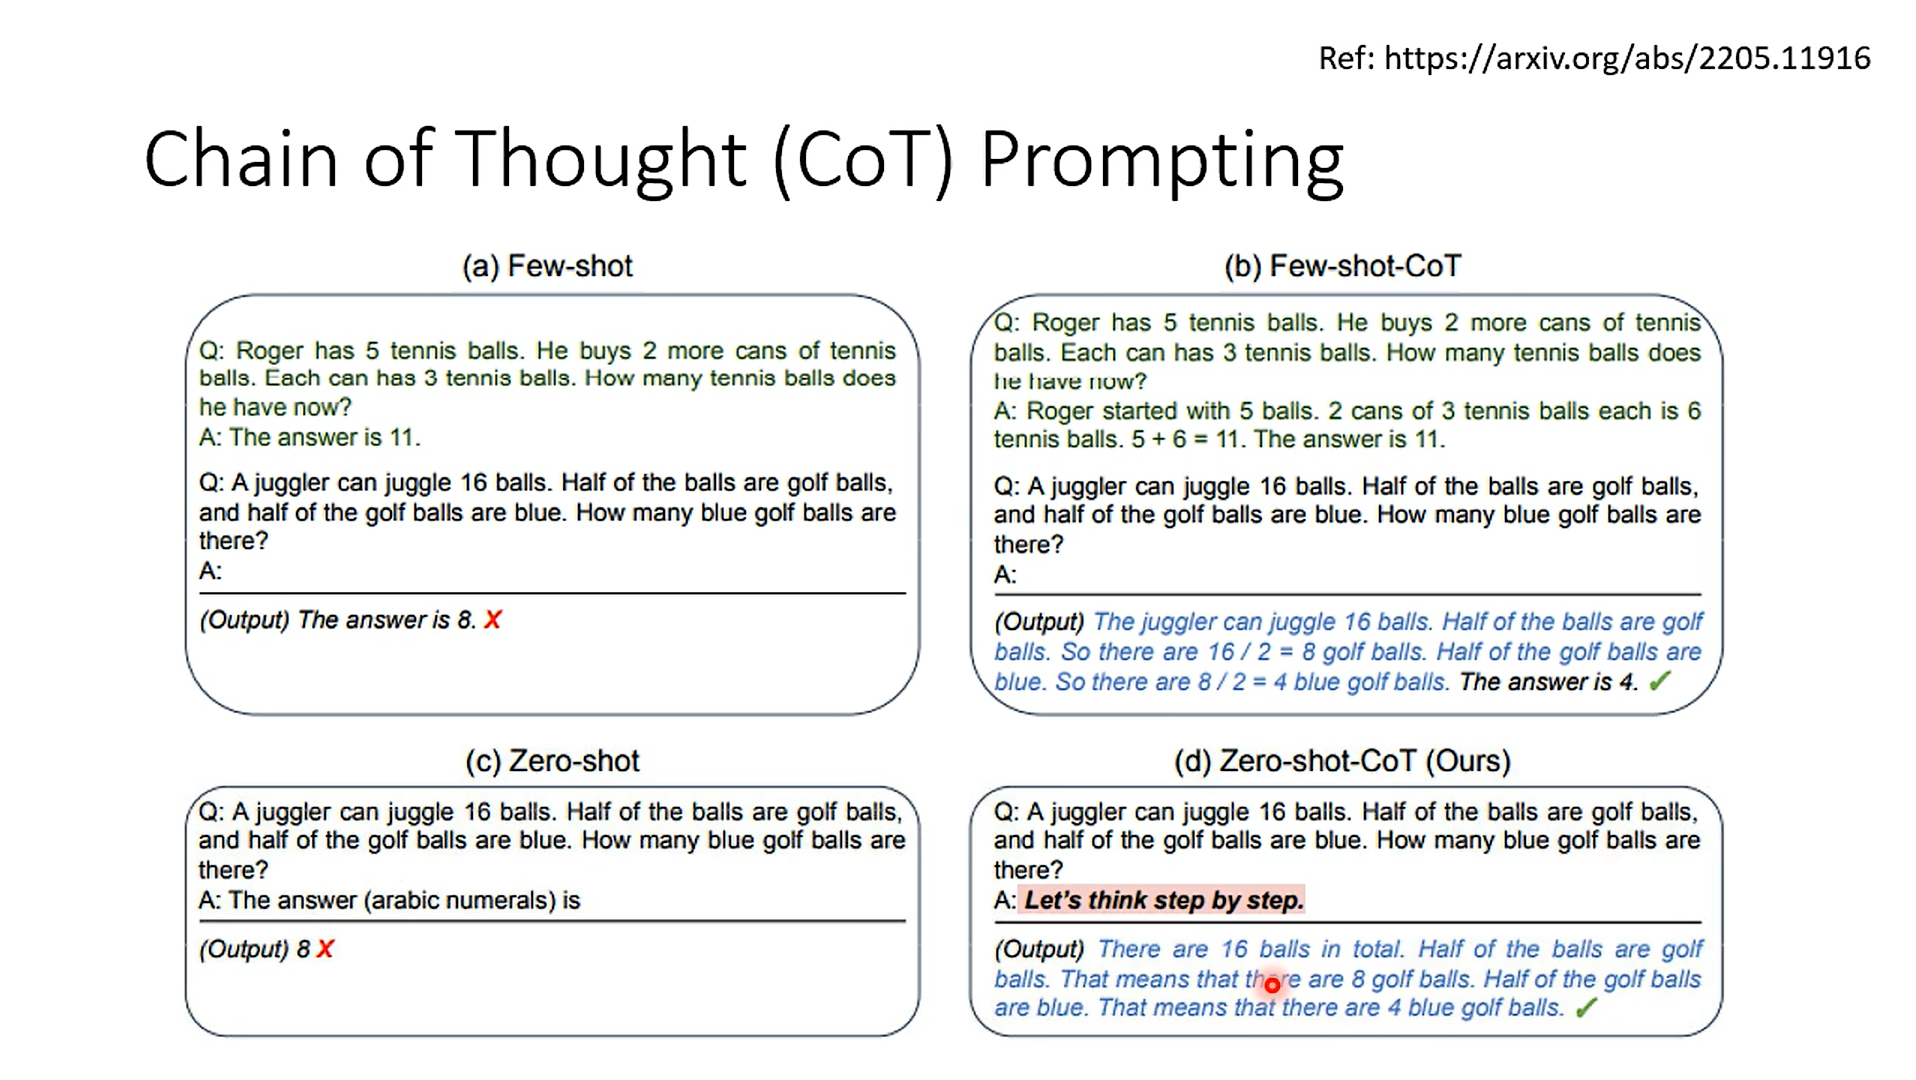 Ref: https://arxiv.org/abs/2205.11916
Chain of Thought (CoT) Prompting
(a) Few-shot
Q: Roger has 5 tennis balls. He buys 2 more cans of tennis
balls. Each can has 3 tennis balls. How many tennis balls does
he have now?
A: The answer is 11.
Q: A juggler can juggle 16 balls. Half of the balls are golf balls,
and half of the golf balls are blue. How many blue golf balls are
there?
A:
(Output) The answer is 8. X
(b) Few-shot-CoT
Q: Roger has 5 tennis balls. He buys 2 more cans of tennis
balls. Each can has 3 tennis balls. How many tennis balls does
he have now?
A: Roger started with 5 balls. 2 cans of 3 tennis balls each is 6
tennis balls. 5 + 6 = 11. The answer is 11.
Q: A juggler can juggle 16 balls. Half of the balls are golf balls,
and half of the golf balls are blue. How many blue golf balls are
there?
A:
(Output) The juggler can juggle 16 balls. Half of the balls are golf
balls. So there are 16 / 2 = 8 golf balls. Half of the golf balls are
blue. So there are 8 / 2 = 4 blue golf balls. The answer is 4. ✓
(c) Zero-shot
Q: A juggler can juggle 16 balls. Half of the balls are golf balls,
and half of the golf balls are blue. How many blue golf balls are
there?
A: The answer (arabic numerals) is
(Output) 8 X
(d) Zero-shot-CoT (Ours)
Q: A juggler can juggle 16 balls. Half of the balls are golf balls,
and half of the golf balls are blue. How many blue golf balls are
there?
A: Let's think step by step.
(Output) There are 16 balls in total. Half of the balls are golf
balls. That means that there are 8 golf balls. Half of the golf balls
are blue. That means that there are 4 blue golf balls. ✓